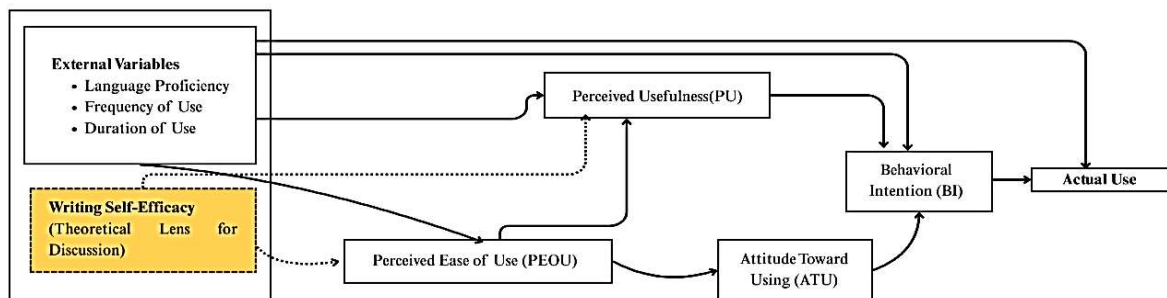 External Variables
• Language Proficiency
• Frequency of Use
• Duration of Use
Writing Self-Efficacy
(Theoretical Lens for
Discussion)
Perceived Usefulness(PU)
Perceived Ease of Use (PEOU)
Attitude Toward
Using (ATU)
Behavioral
Intention (BI)
Actual Use